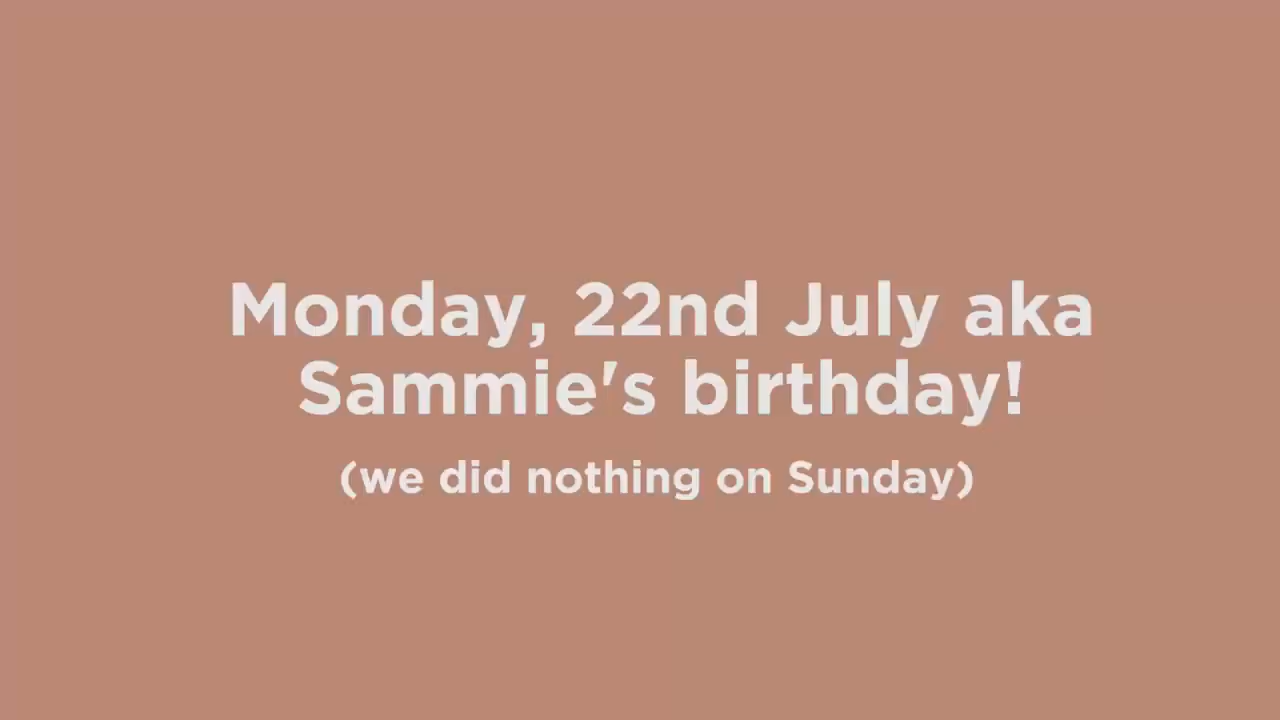 Monday, 22nd July aka
Sammie's birthday!
(we did nothing on Sunday)